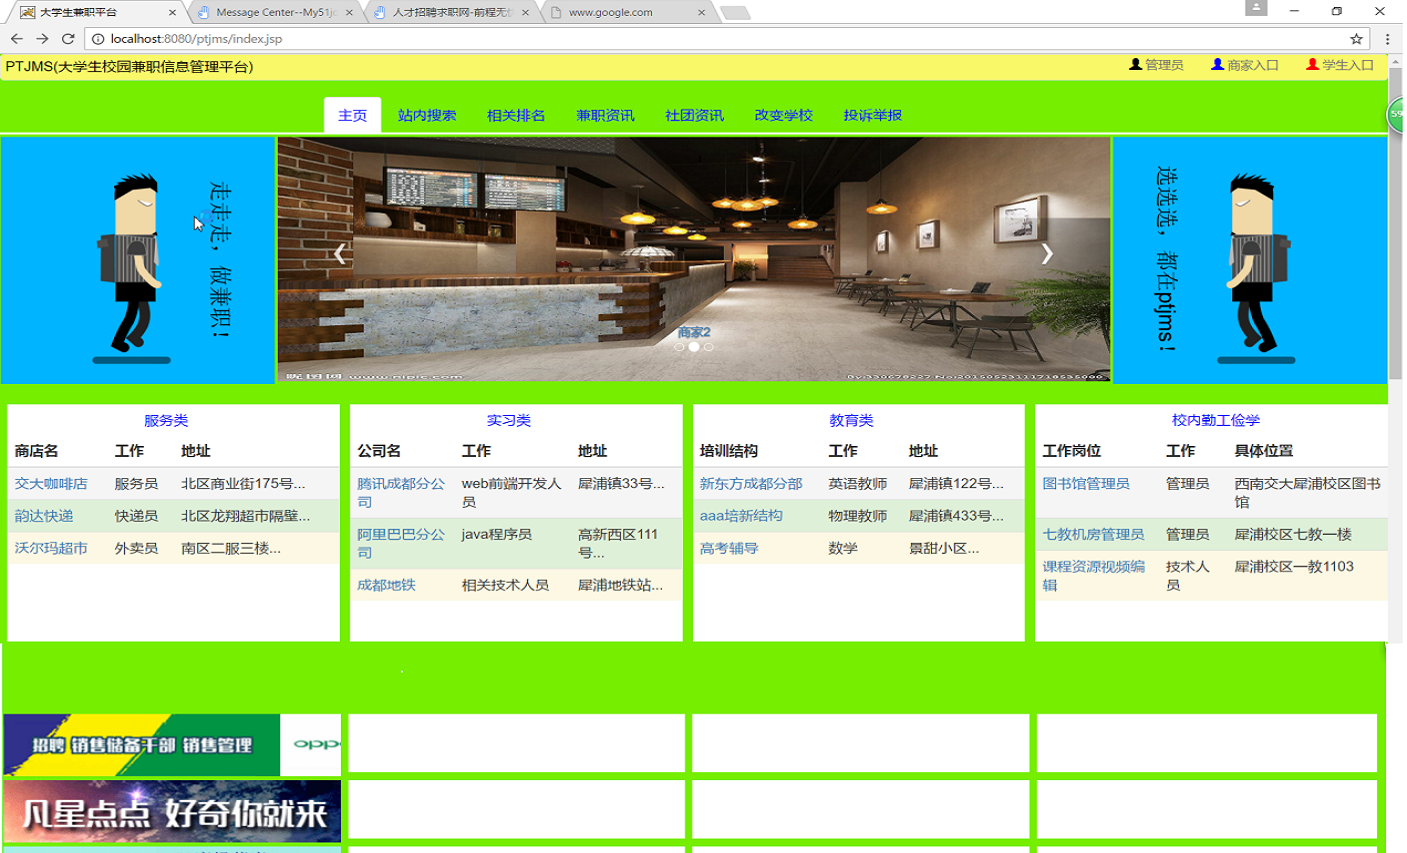 大学生兼职平台
Message Center--My51jo
人才招聘求职网-前程无忧
www.google.com
localhost:8080/ptjms/index.jsp
PTJMS(大学生校园兼职信息管理平台)
管理员 商家入口 学生入口
59
主页 站内搜索 相关排名 兼职资讯 社团资讯 改变学校 投诉举报
走走走，做兼职！
商家2
昵图网 www.nipic.com
选选选，都在ptjms！
服务类
商店名 工作 地址
交大咖啡店 服务员 北区商业街175号...
韵达快递 快递员 北区龙翔超市隔壁...
沃尔玛超市 外卖员 南区二服三楼...
实习类
公司名 工作 地址
腾讯成都分公 web前端开发人 犀浦镇33号...
司 员
阿里巴巴分公 java程序员 高新西区111
司 号...
成都地铁 相关技术人员 犀浦地铁站...
教育类
培训结构 工作 地址
新东方成都分部 英语教师 犀浦镇122号...
aaa培新结构 物理教师 犀浦镇433号...
高考辅导 数学 景甜小区...
校内勤工俭学
工作岗位 工作 具体位置
图书馆管理员 管理员 西南交大犀浦校区图书
馆
七教机房管理员 管理员 犀浦校区七教一楼
课程资源视频编 技术人 犀浦校区一教1103
辑 员
招聘 销售储备干部 销售管理
oppo
凡星点点 好奇你就来